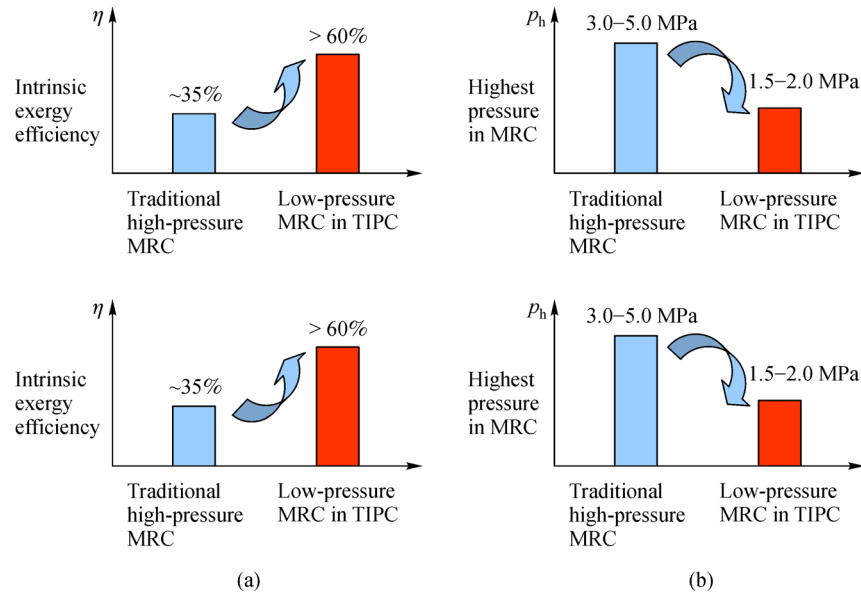 η
> 60%
~35%
Intrinsic
exergy
efficiency
Traditional
high-pressure
MRC
Low-pressure
MRC in TIPC
pₕ
3.0−5.0 MPa
1.5−2.0 MPa
Highest
pressure
in MRC
Traditional
high-pressure
MRC
Low-pressure
MRC in TIPC
η
> 60%
~35%
Intrinsic
exergy
efficiency
Traditional
high-pressure
MRC
Low-pressure
MRC in TIPC
pₕ
3.0−5.0 MPa
1.5−2.0 MPa
Highest
pressure
in MRC
Traditional
high-pressure
MRC
Low-pressure
MRC in TIPC
(a)
(b)